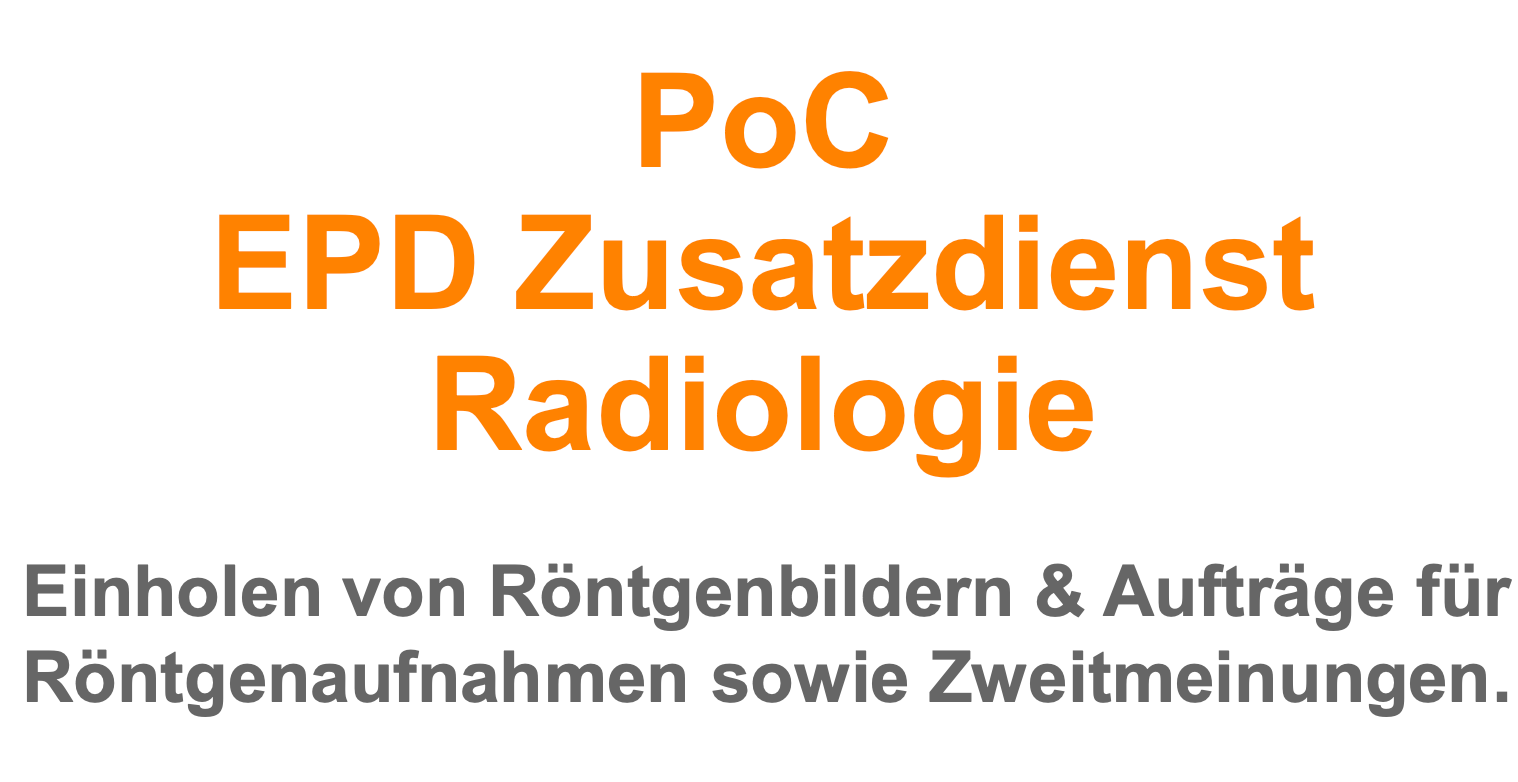 PoC
EPD Zusatzdienst
Radiologie
Einholen von Röntgenbildern & Aufträge für
Röntgenaufnahmen sowie Zweitmeinungen.